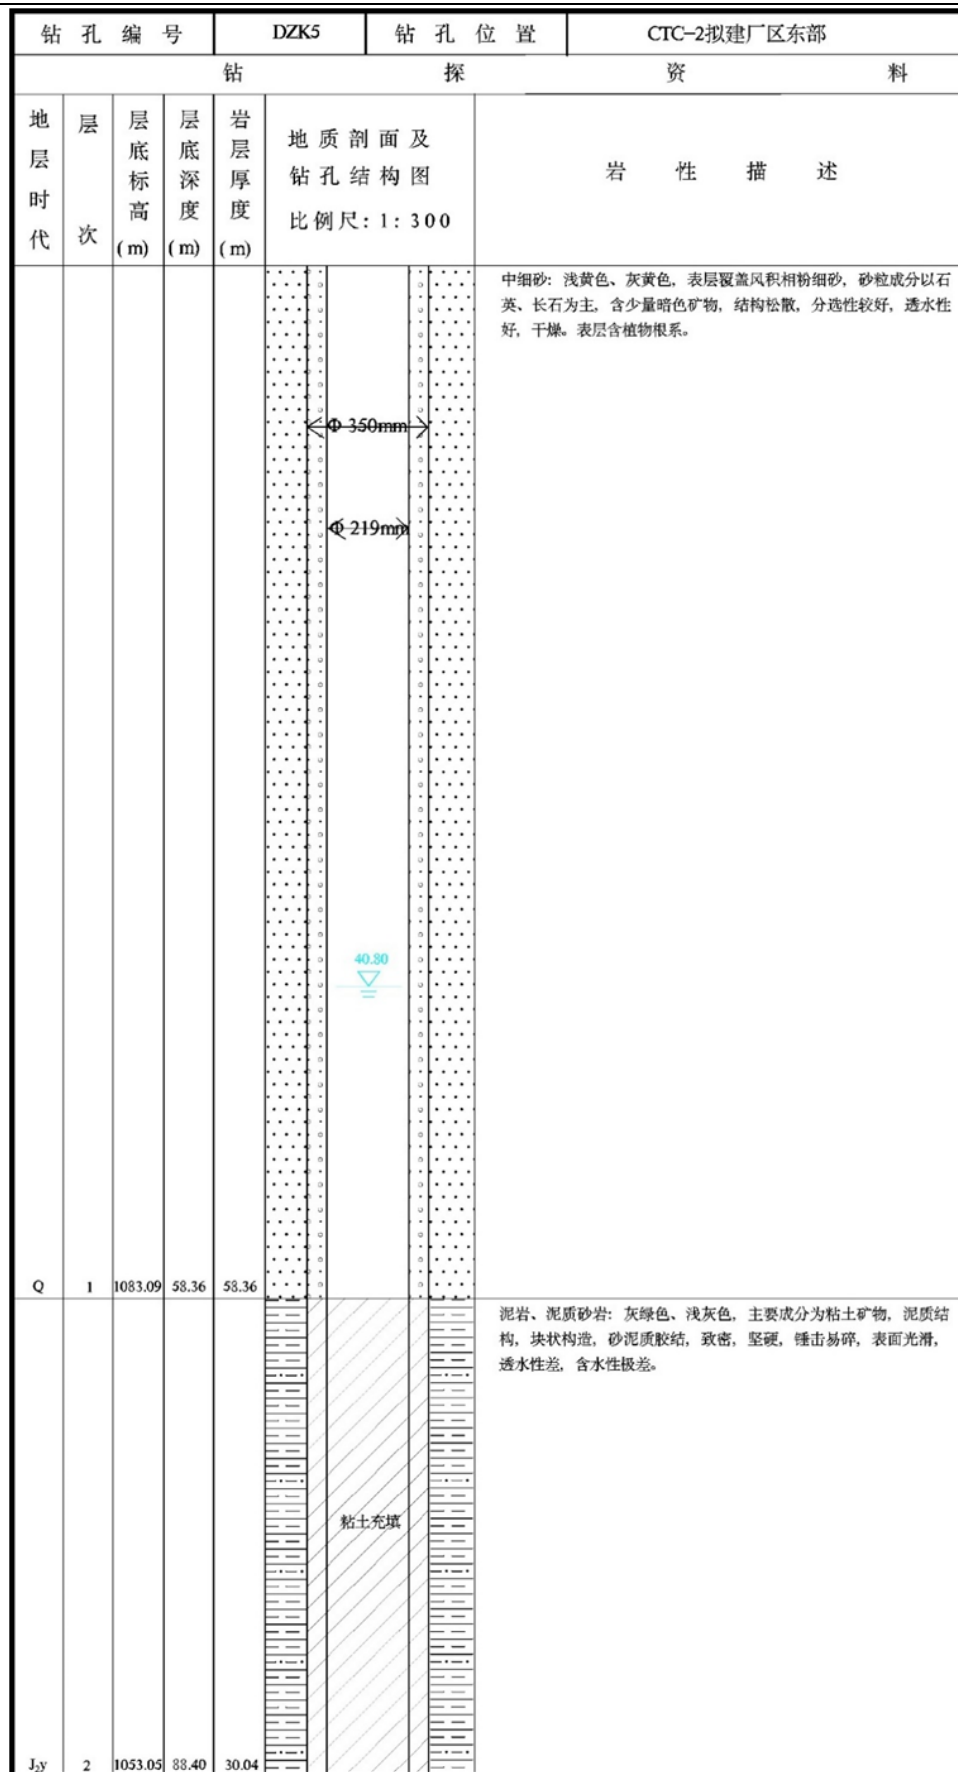 钻孔编号 DZK5 钻孔位置 CTC-2拟建厂区东部
钻探资料
地层时代 层次 层底标高(m) 层底深度(m) 岩层厚度(m) 地质剖面及
钻孔结构图
比例尺: 1: 300
岩性描述
中细砂: 浅黄色、灰黄色, 表层覆盖风积相粉细砂, 砂粒成分以石
英、长石为主, 含少量暗色矿物, 结构松散, 分选性较好, 透水性
好, 干燥。表层含植物根系。
Φ 350mm
Φ 219mm
40.80
Q 1 1083.09 58.36 58.36
泥岩、泥质砂岩: 灰绿色、浅灰色, 主要成分为粘土矿物, 泥质结
构, 块状构造, 砂泥质胶结, 致密, 坚硬, 锤击易碎, 表面光滑,
透水性差, 含水性极差。
粘土充填
J₂y 2 1053.05 88.40 30.04